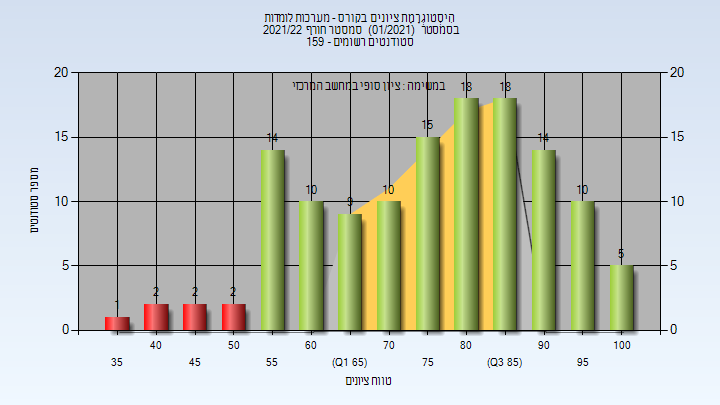 היסטוגרמת ציונים בקורס - מערכות לומדות
בסמסטר (01/2021) סמסטר חורף 2021/22
סטודנטים רשומים - 159
במשימה : ציון סופי במחשב המרכזי
20 20
15 15
10 10
5 5
0 0
מספר סטודנטים
1 2 2 2 14 10 9 10 15 18 18 14 10 5
40 50 60 70 80 90 100
35 45 55 (Q1 65) 75 (Q3 85) 95
טווח ציונים